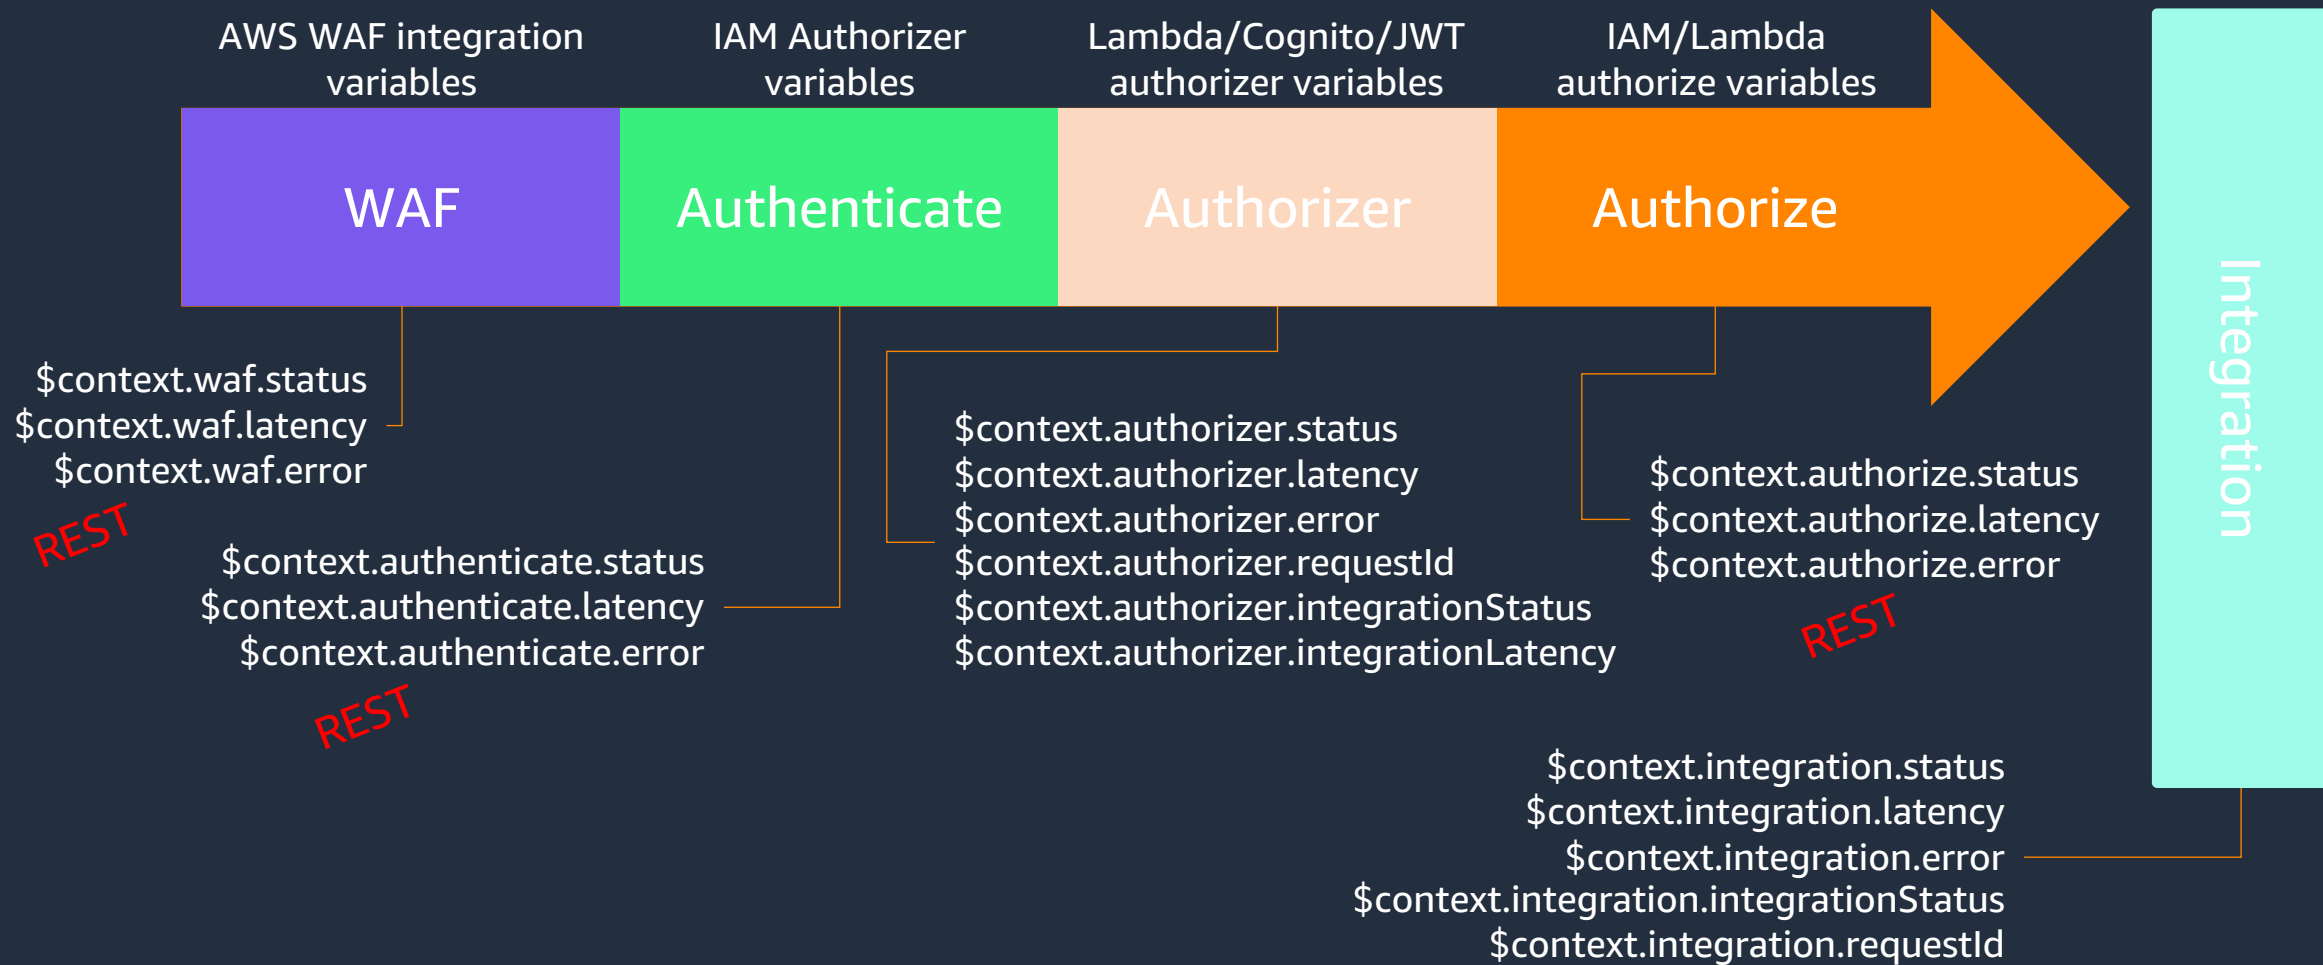 AWS WAF integration
variables
IAM Authorizer
variables
Lambda/Cognito/JWT
authorizer variables
IAM/Lambda
authorize variables
WAF
Authenticate
Authorizer
Authorize
Integration
$context.waf.status
$context.waf.latency
$context.waf.error
REST
$context.authenticate.status
$context.authenticate.latency
$context.authenticate.error
REST
$context.authorizer.status
$context.authorizer.latency
$context.authorizer.error
$context.authorizer.requestId
$context.authorizer.integrationStatus
$context.authorizer.integrationLatency
$context.authorize.status
$context.authorize.latency
$context.authorize.error
REST
$context.integration.status
$context.integration.latency
$context.integration.error
$context.integration.integrationStatus
$context.integration.requestId